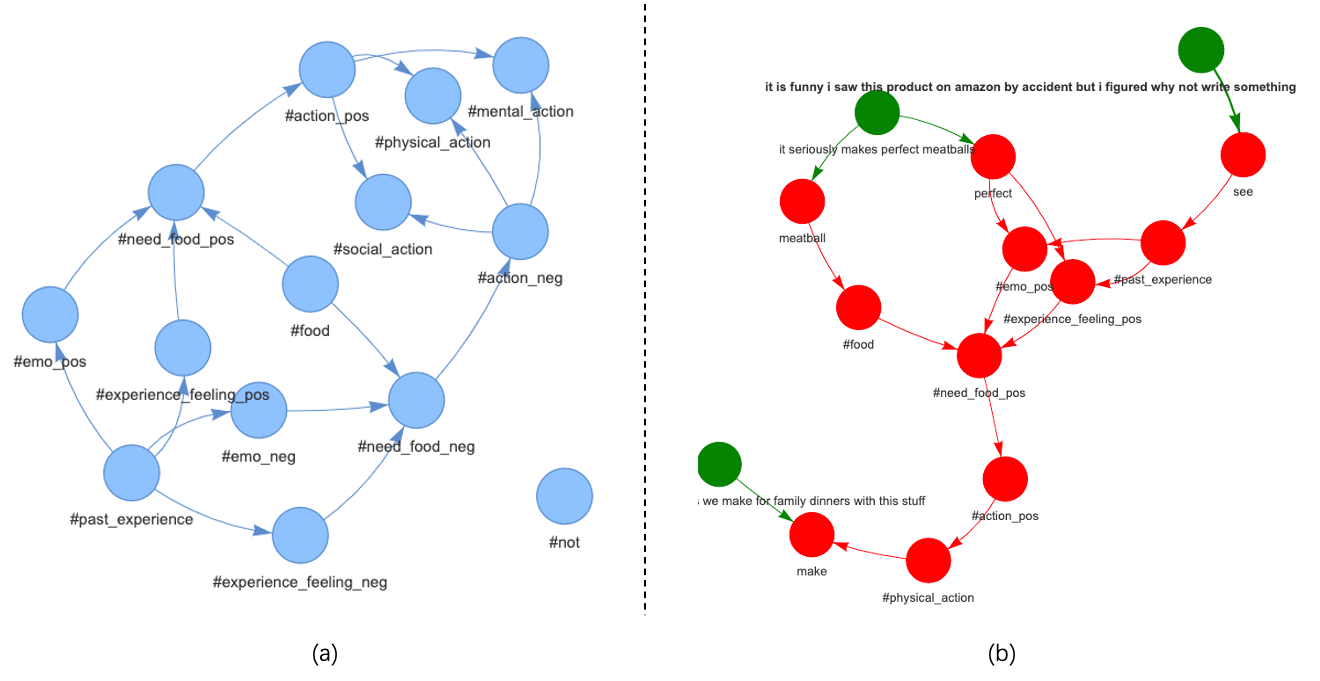 #action_pos
#mental_action
#physical_action
#need_food_pos
#social_action
#action_neg
#food
#emo_pos
#experience_feeling_pos
#need_food_neg
#emo_neg
#past_experience
#not
#experience_feeling_neg
(a)
it is funny i saw this product on amazon by accident but i figured why not write something
it seriously makes perfect meatballs
perfect
see
meatball
#past_experience
#emo_pos
#experience_feeling_pos
#food
#need_food_pos
we make for family dinners with this stuff
#action_pos
make
#physical_action
(b)